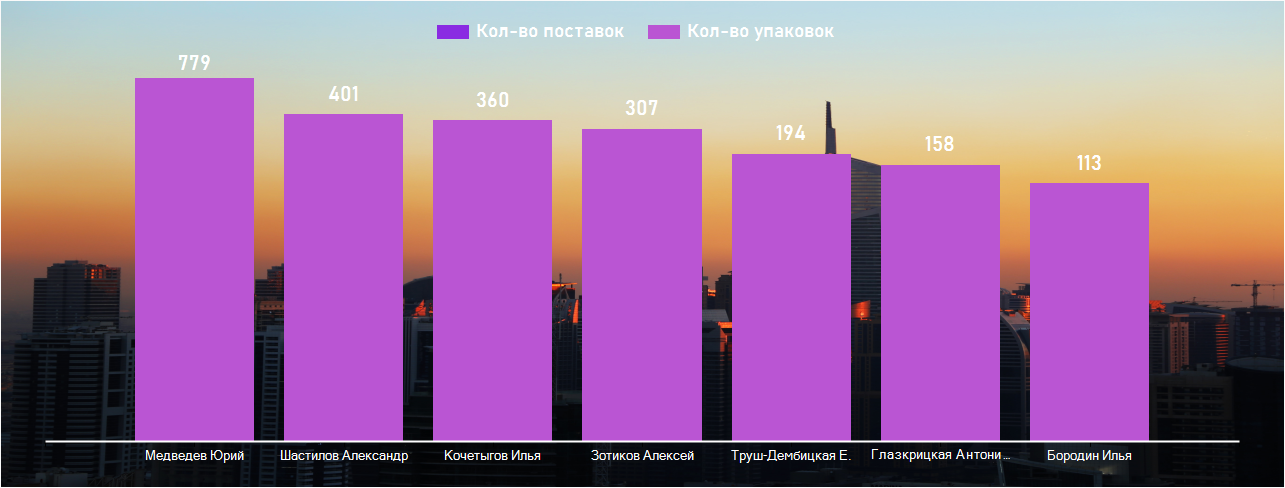 Кол-во поставок Кол-во упаковок
779
401
360
307
194
158
113
Медведев Юрий
Шастилов Александр
Кочетыгов Илья
Зотиков Алексей
Труш-Дембицкая Е.
Глазкрицкая Антони...
Бородин Илья